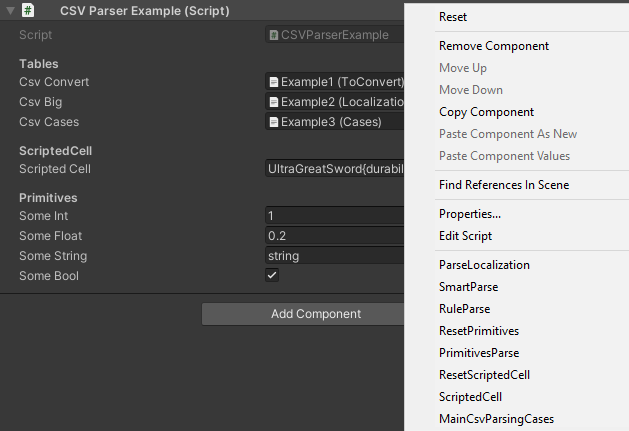 CSV Parser Example (Script)
Script
CSVParserExample
Tables
Csv Convert
Example1 (ToConvert)
Csv Big
Example2 (Localizatio
Csv Cases
Example3 (Cases)
ScriptedCell
Scripted Cell
UltraGreatSword{durabil
Primitives
Some Int
1
Some Float
0.2
Some String
string
Some Bool
Add Component
Reset
Remove Component
Move Up
Move Down
Copy Component
Paste Component As New
Paste Component Values
Find References In Scene
Properties...
Edit Script
ParseLocalization
SmartParse
RuleParse
ResetPrimitives
PrimitivesParse
ResetScriptedCell
ScriptedCell
MainCsvParsingCases